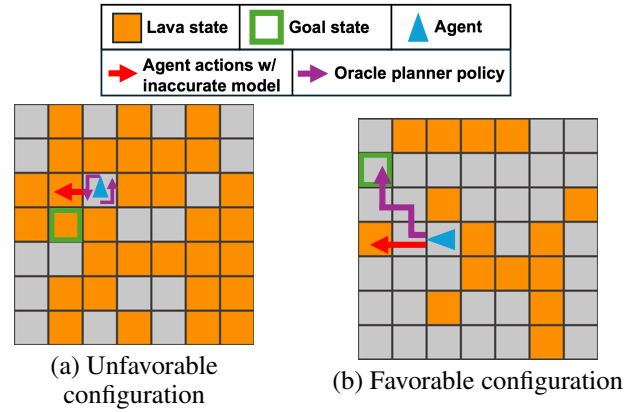 Lava state
Goal state
Agent
Agent actions w/
inaccurate model
Oracle planner policy
(a) Unfavorable
configuration
(b) Favorable configuration